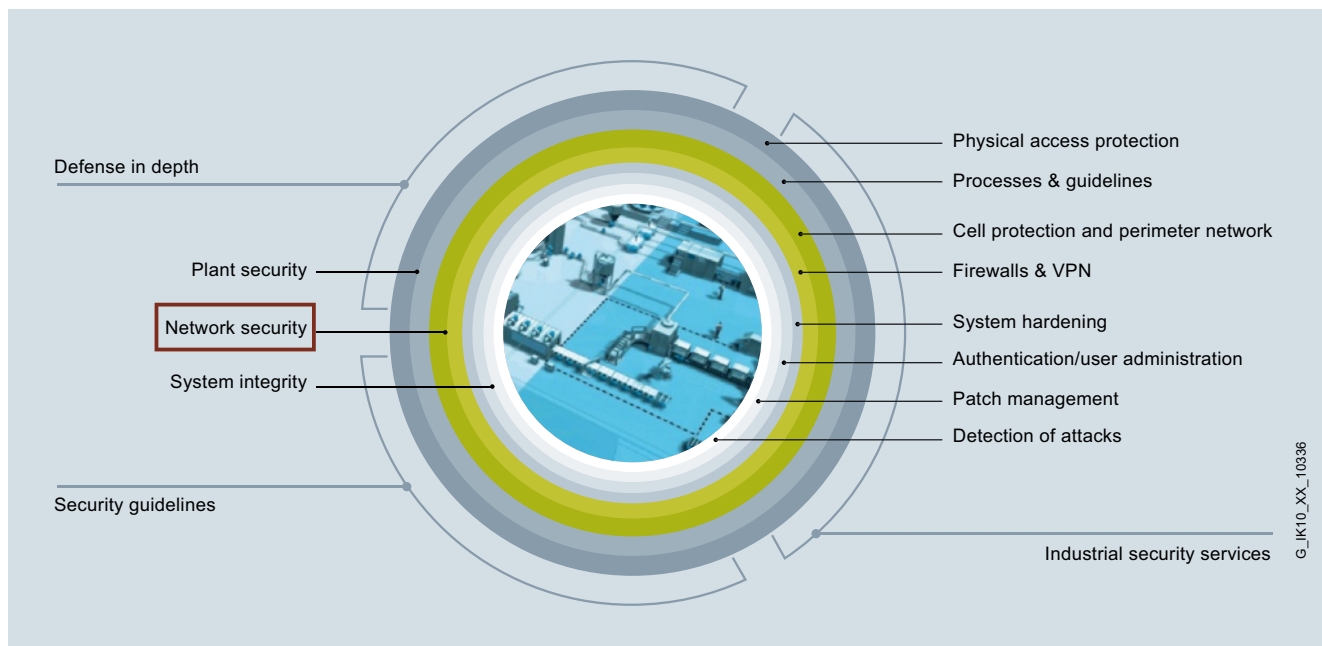 Defense in depth
Plant security
Network security
System integrity
Security guidelines
Physical access protection
Processes & guidelines
Cell protection and perimeter network
Firewalls & VPN
System hardening
Authentication/user administration
Patch management
Detection of attacks
Industrial security services
G_IK10_XX_10336